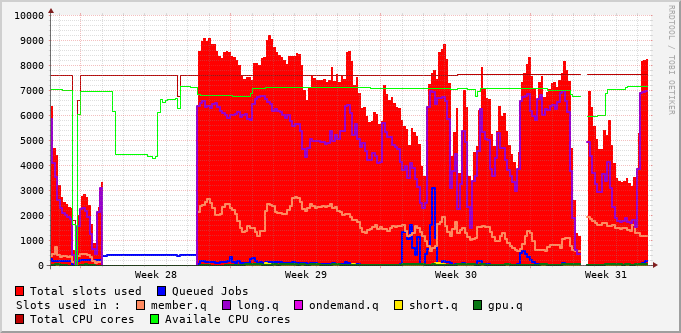 10000
9000
8000
7000
6000
5000
4000
3000
2000
1000
0
Week 28 Week 29 Week 30 Week 31
RRDTOOL / TOBI OETIKER
Total slots used Queued Jobs
Slots used in : member.q long.q ondemand.q short.q gpu.q
Total CPU cores Availale CPU cores